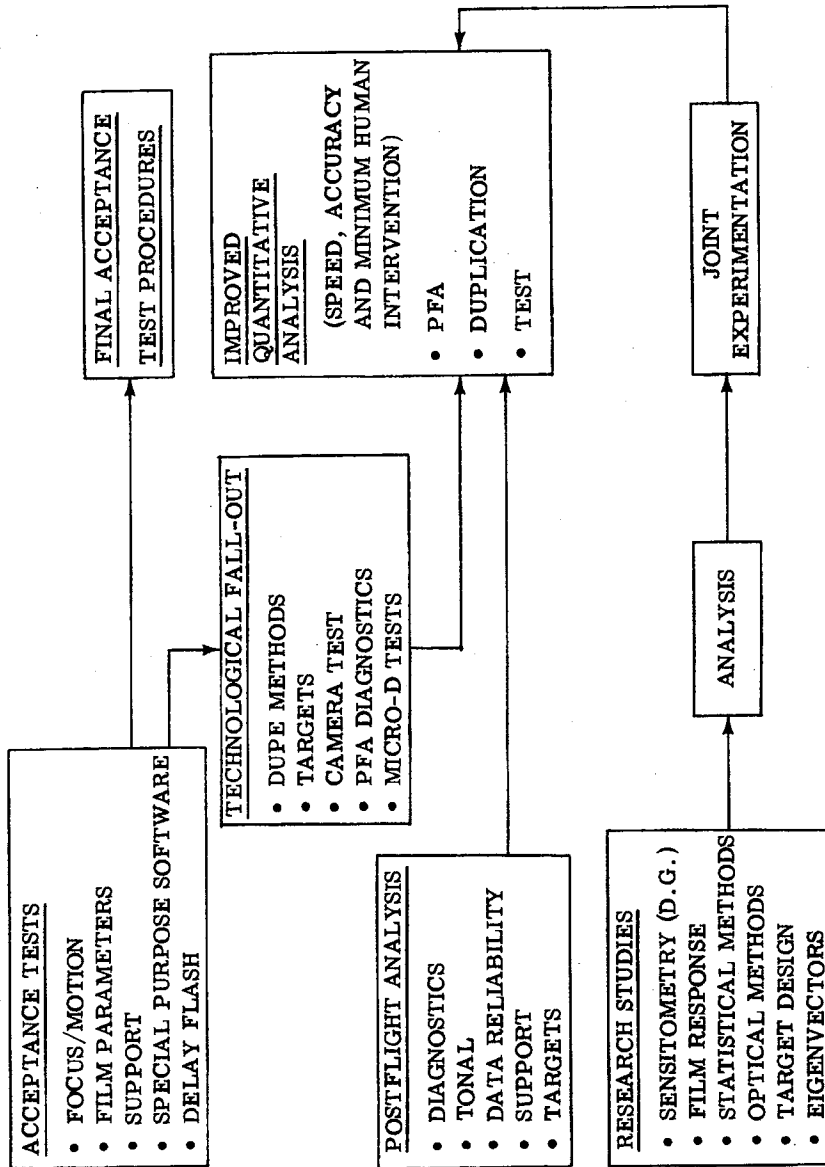 ACCEPTANCE TESTS
• FOCUS/MOTION
• FILM PARAMETERS
• SUPPORT
• SPECIAL PURPOSE SOFTWARE
• DELAY FLASH
FINAL ACCEPTANCE
TEST PROCEDURES
TECHNOLOGICAL FALL-OUT
• DUPE METHODS
• TARGETS
• CAMERA TEST
• PFA DIAGNOSTICS
• MICRO-D TESTS
IMPROVED
QUANTITATIVE
ANALYSIS
(SPEED, ACCURACY
AND MINIMUM HUMAN
INTERVENTION)
• PFA
• DUPLICATION
• TEST
POSTFLIGHT ANALYSIS
• DIAGNOSTICS
• TONAL
• DATA RELIABILITY
• SUPPORT
• TARGETS
RESEARCH STUDIES
• SENSITOMETRY (D.G.)
• FILM RESPONSE
• STATISTICAL METHODS
• OPTICAL METHODS
• TARGET DESIGN
• EIGENVECTORS
ANALYSIS
JOINT
EXPERIMENTATION